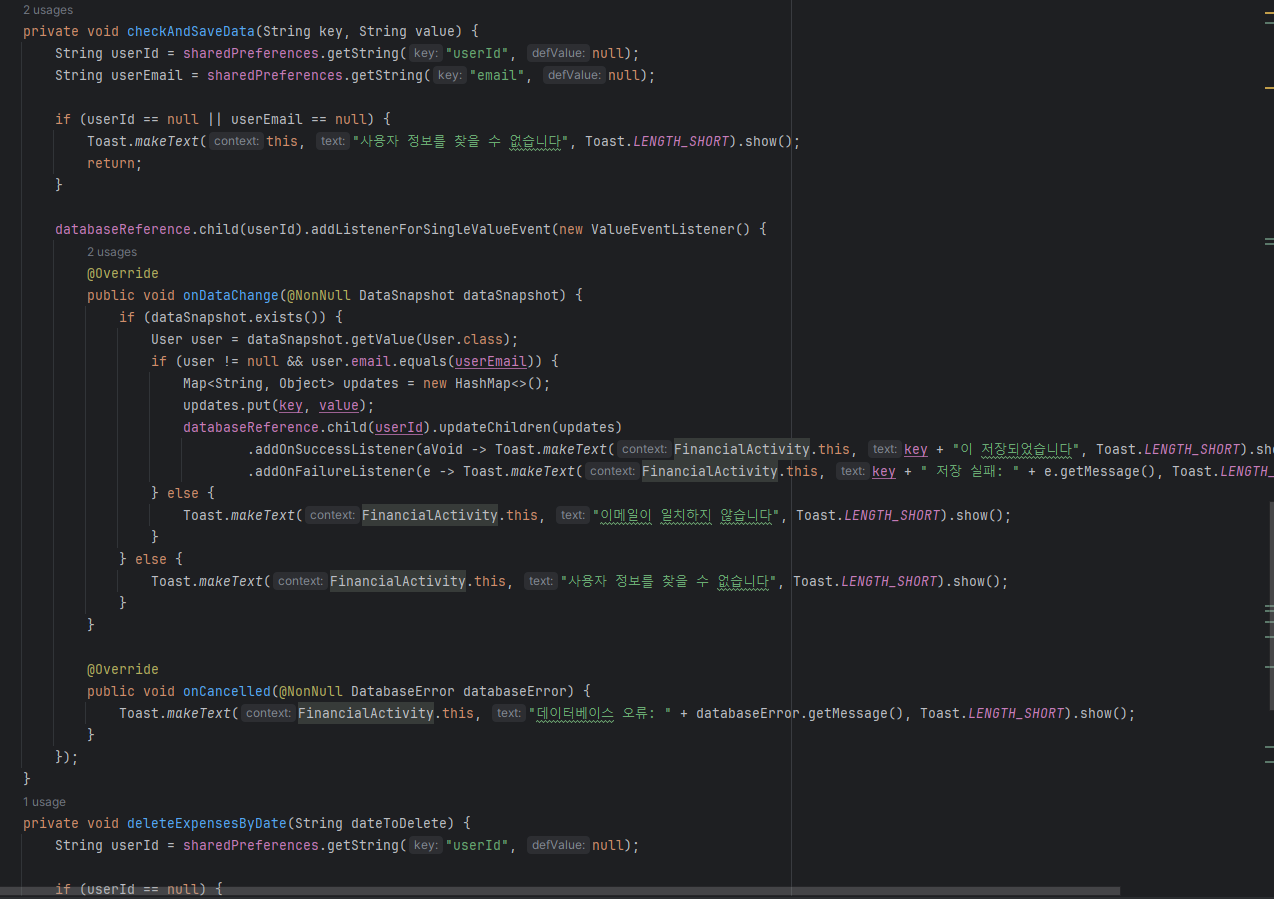 2 usages
private void checkAndSaveData(String key, String value) {
String userId = sharedPreferences.getString( key: "userId", defValue: null);
String userEmail = sharedPreferences.getString( key: "email", defValue: null);
if (userId == null || userEmail == null) {
Toast.makeText( context: this, text: "사용자 정보를 찾을 수 없습니다", Toast.LENGTH_SHORT).show();
return;
}
databaseReference.child(userId).addListenerForSingleValueEvent(new ValueEventListener() {
2 usages
@Override
public void onDataChange(@NonNull DataSnapshot dataSnapshot) {
if (dataSnapshot.exists()) {
User user = dataSnapshot.getValue(User.class);
if (user != null && user.email.equals(userEmail)) {
Map<String, Object> updates = new HashMap<>();
updates.put(key, value);
databaseReference.child(userId).updateChildren(updates)
.addOnSuccessListener(aVoid -> Toast.makeText( context: FinancialActivity.this, text: key + "이 저장되었습니다", Toast.LENGTH_SHORT).sh
.addOnFailureListener(e -> Toast.makeText( context: FinancialActivity.this, text: key + " 저장 실패: " + e.getMessage(), Toast.LENGTH_
} else {
Toast.makeText( context: FinancialActivity.this, text: "이메일이 일치하지 않습니다", Toast.LENGTH_SHORT).show();
}
} else {
Toast.makeText( context: FinancialActivity.this, text: "사용자 정보를 찾을 수 없습니다", Toast.LENGTH_SHORT).show();
}
}
@Override
public void onCancelled(@NonNull DatabaseError databaseError) {
Toast.makeText( context: FinancialActivity.this, text: "데이터베이스 오류: " + databaseError.getMessage(), Toast.LENGTH_SHORT).show();
}
});
}
1 usage
private void deleteExpensesByDate(String dateToDelete) {
String userId = sharedPreferences.getString( key: "userId", defValue: null);
if (userId == null) {